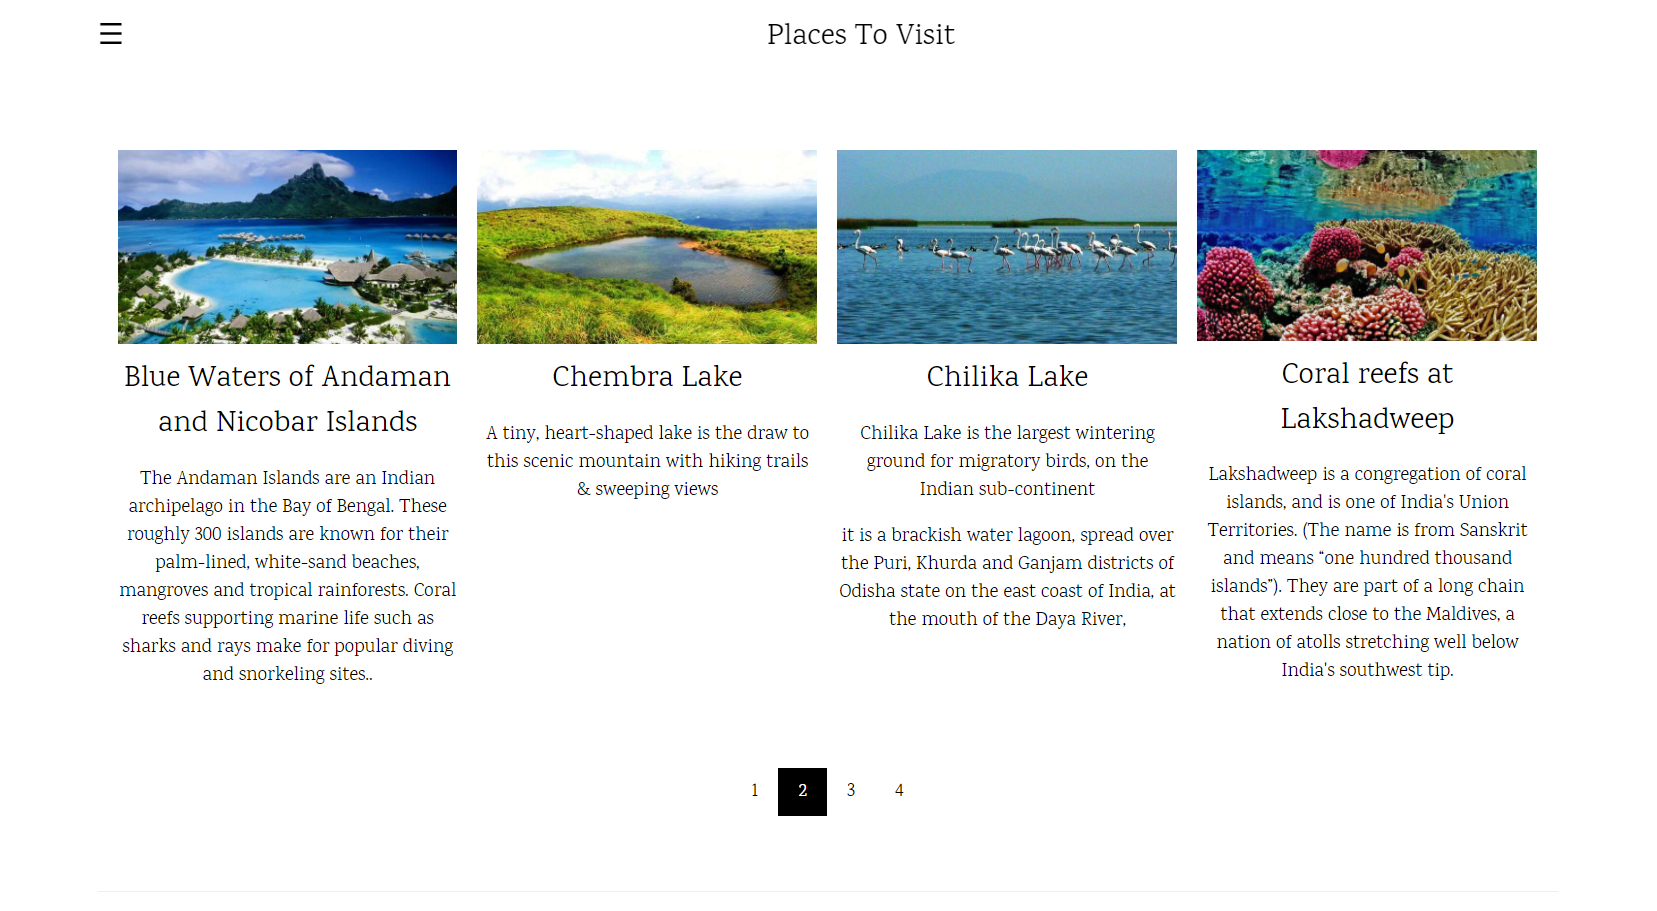 ☰
Places To Visit
Blue Waters of Andaman
and Nicobar Islands
The Andaman Islands are an Indian
archipelago in the Bay of Bengal. These
roughly 300 islands are known for their
palm-lined, white-sand beaches,
mangroves and tropical rainforests. Coral
reefs supporting marine life such as
sharks and rays make for popular diving
and snorkeling sites..
Chembra Lake
A tiny, heart-shaped lake is the draw to
this scenic mountain with hiking trails
& sweeping views
Chilika Lake
Chilika Lake is the largest wintering
ground for migratory birds, on the
Indian sub-continent
it is a brackish water lagoon, spread over
the Puri, Khurda and Ganjam districts of
Odisha state on the east coast of India, at
the mouth of the Daya River,
Coral reefs at
Lakshadweep
Lakshadweep is a congregation of coral
islands, and is one of India's Union
Territories. (The name is from Sanskrit
and means “one hundred thousand
islands”). They are part of a long chain
that extends close to the Maldives, a
nation of atolls stretching well below
India's southwest tip.
1 2 3 4